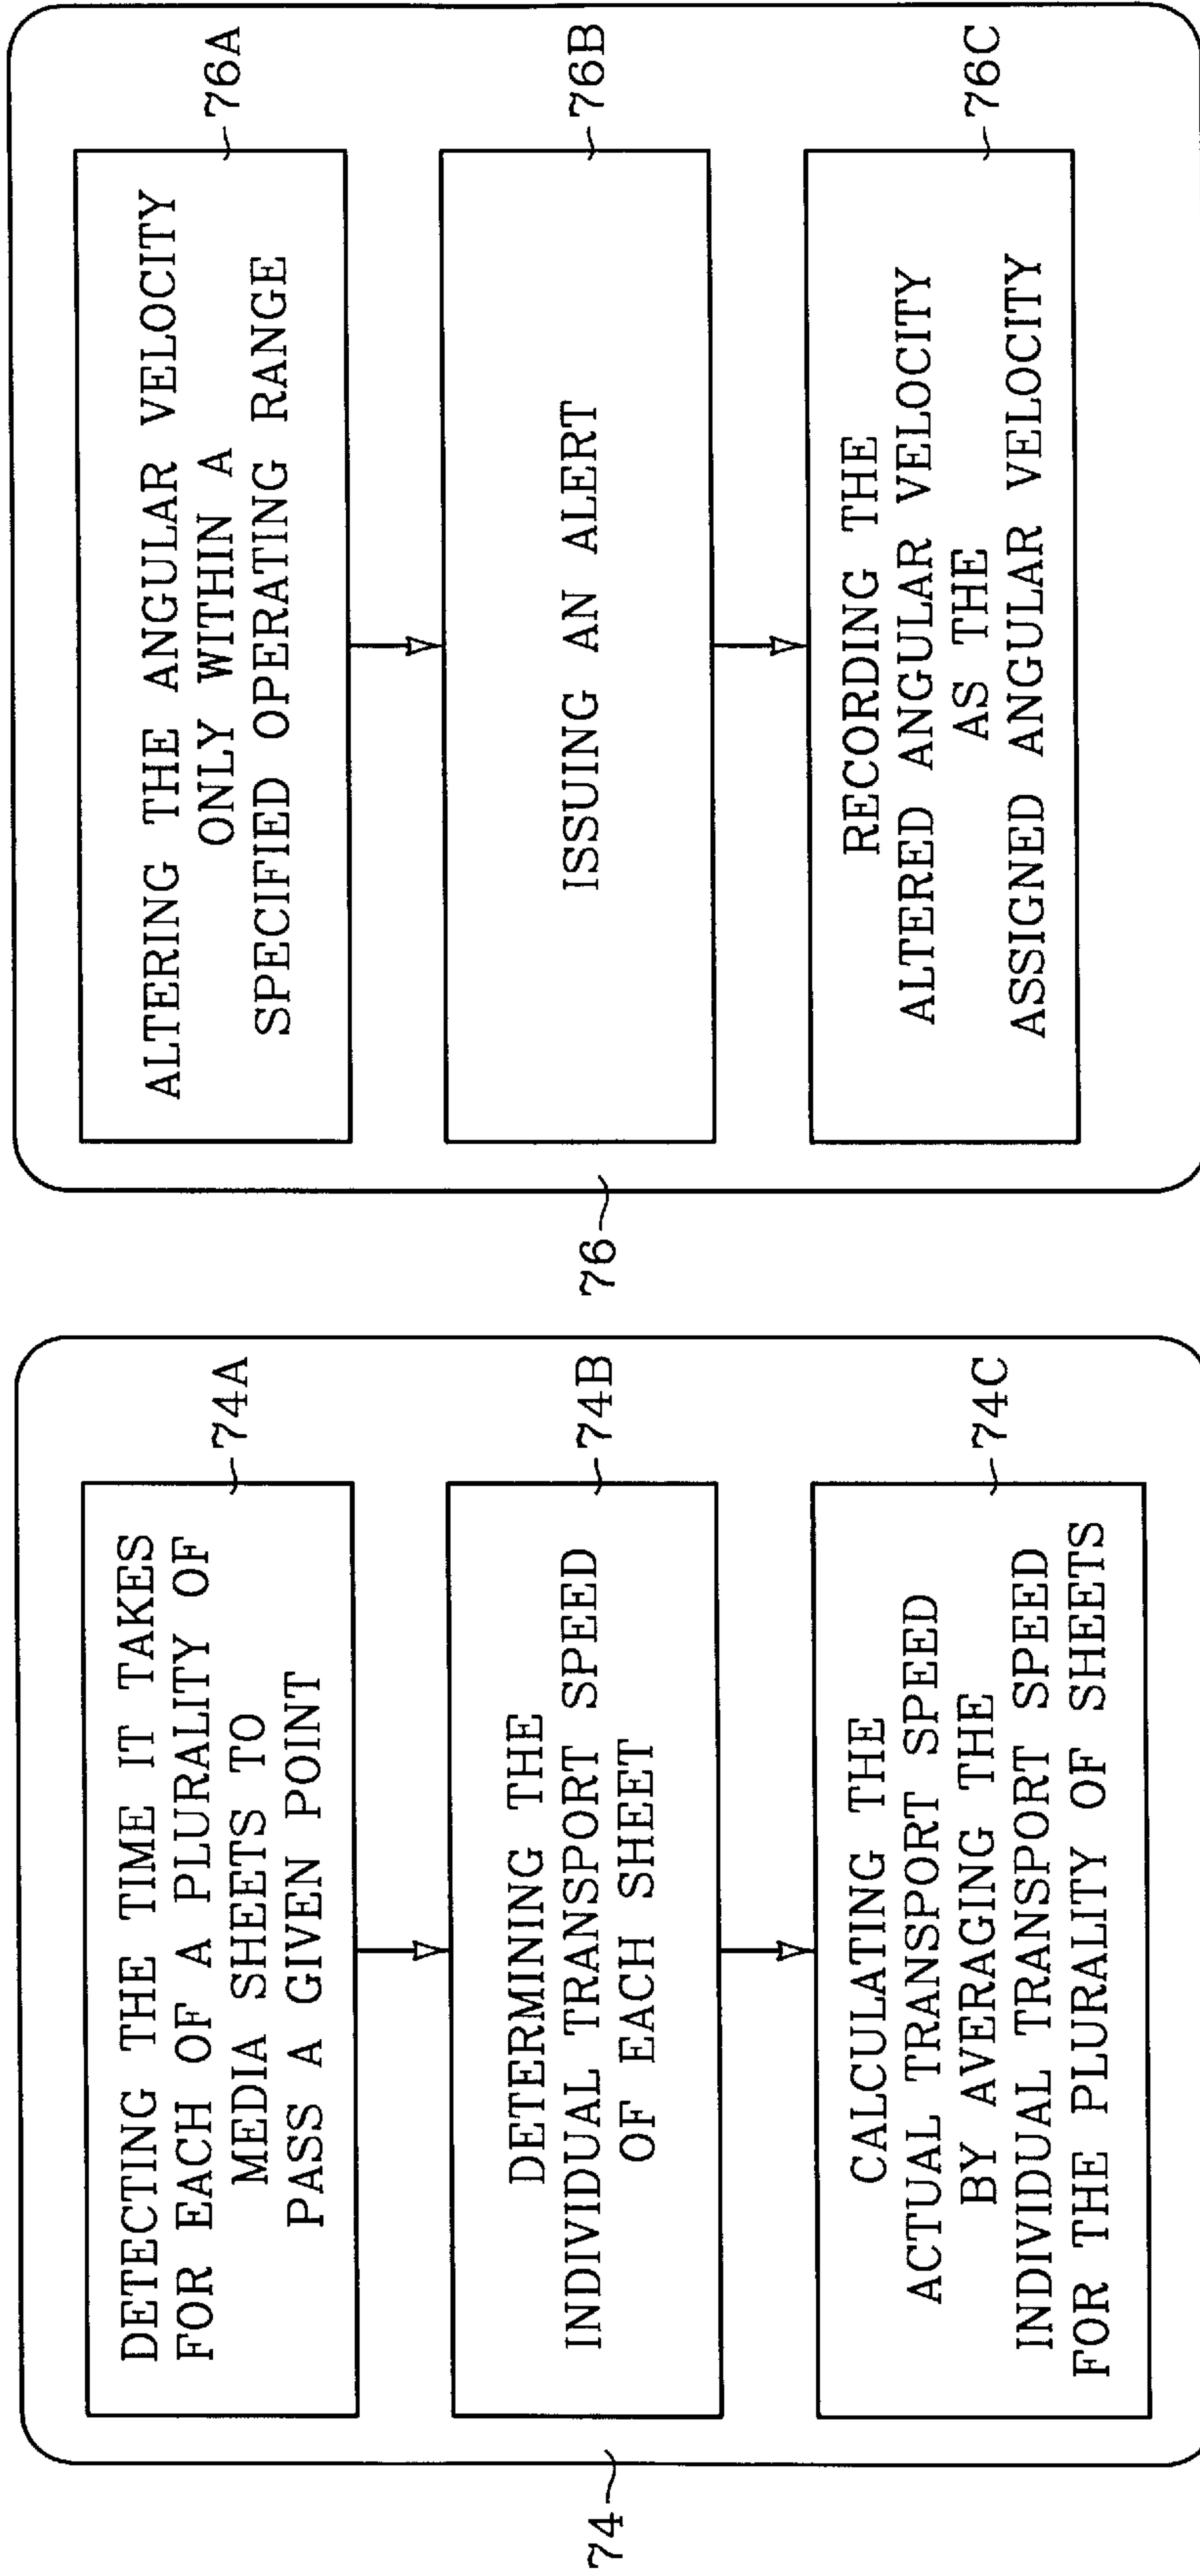 DETECTING THE TIME IT TAKES
FOR EACH OF A PLURALITY OF
MEDIA SHEETS TO
PASS A GIVEN POINT
74A
DETERMINING THE
INDIVIDUAL TRANSPORT SPEED
OF EACH SHEET
74B
CALCULATING THE
ACTUAL TRANSPORT SPEED
BY AVERAGING THE
INDIVIDUAL TRANSPORT SPEED
FOR THE PLURALITY OF SHEETS
74C
74
ALTERING THE ANGULAR VELOCITY
ONLY WITHIN A
SPECIFIED OPERATING RANGE
76A
ISSUING AN ALERT
76B
RECORDING THE
ALTERED ANGULAR VELOCITY
AS THE
ASSIGNED ANGULAR VELOCITY
76C
76